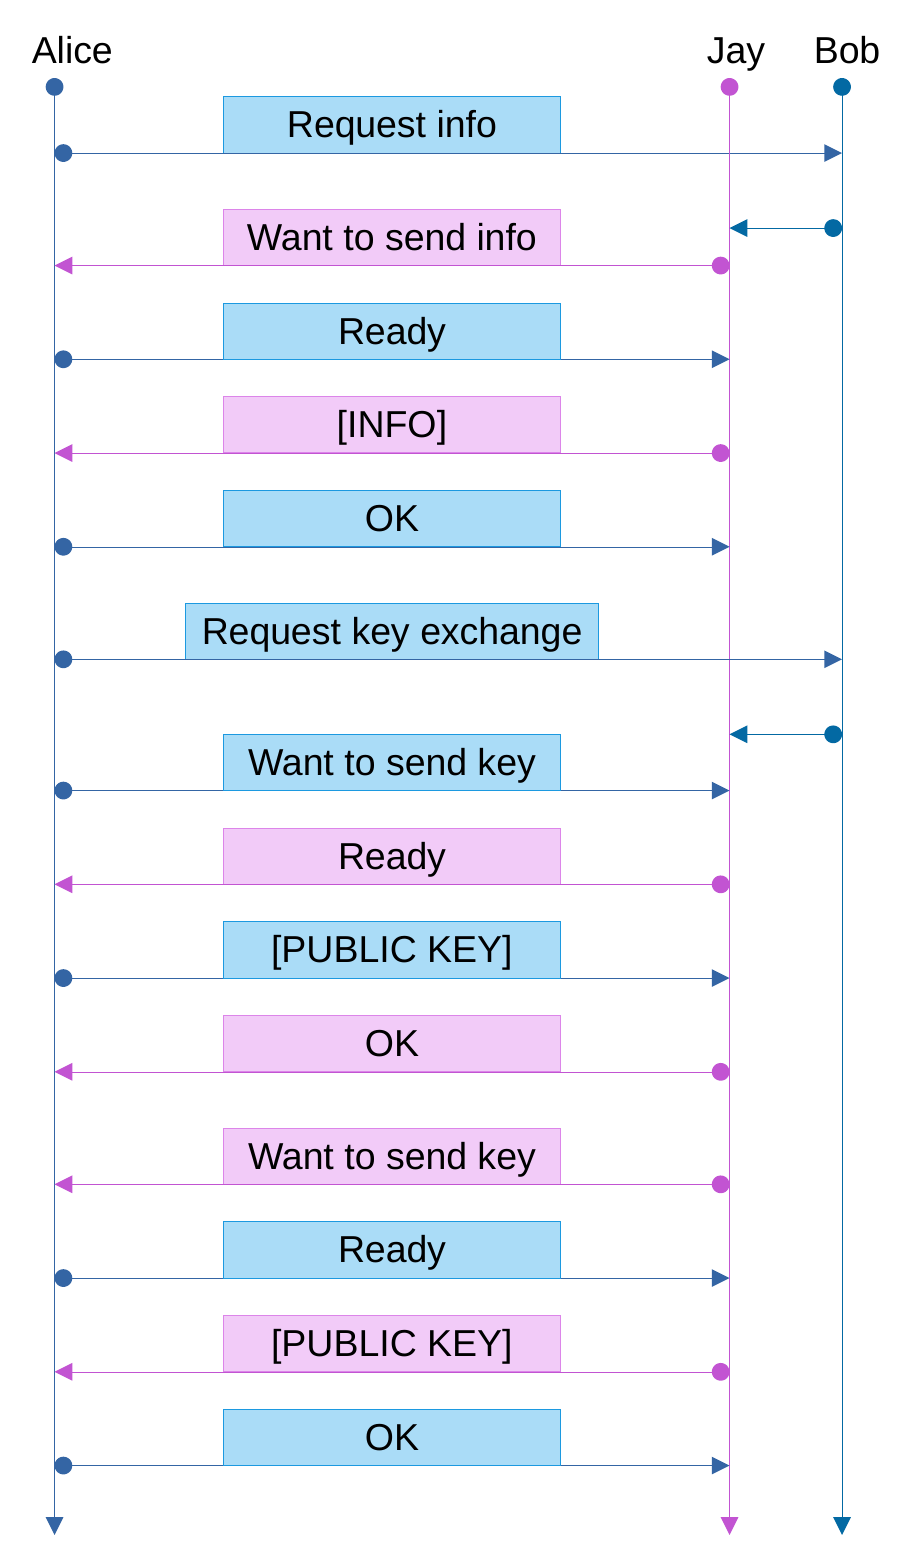 Alice
Jay
Bob
Request info
Want to send info
Ready
[INFO]
OK
Request key exchange
Want to send key
Ready
[PUBLIC KEY]
OK
Want to send key
Ready
[PUBLIC KEY]
OK